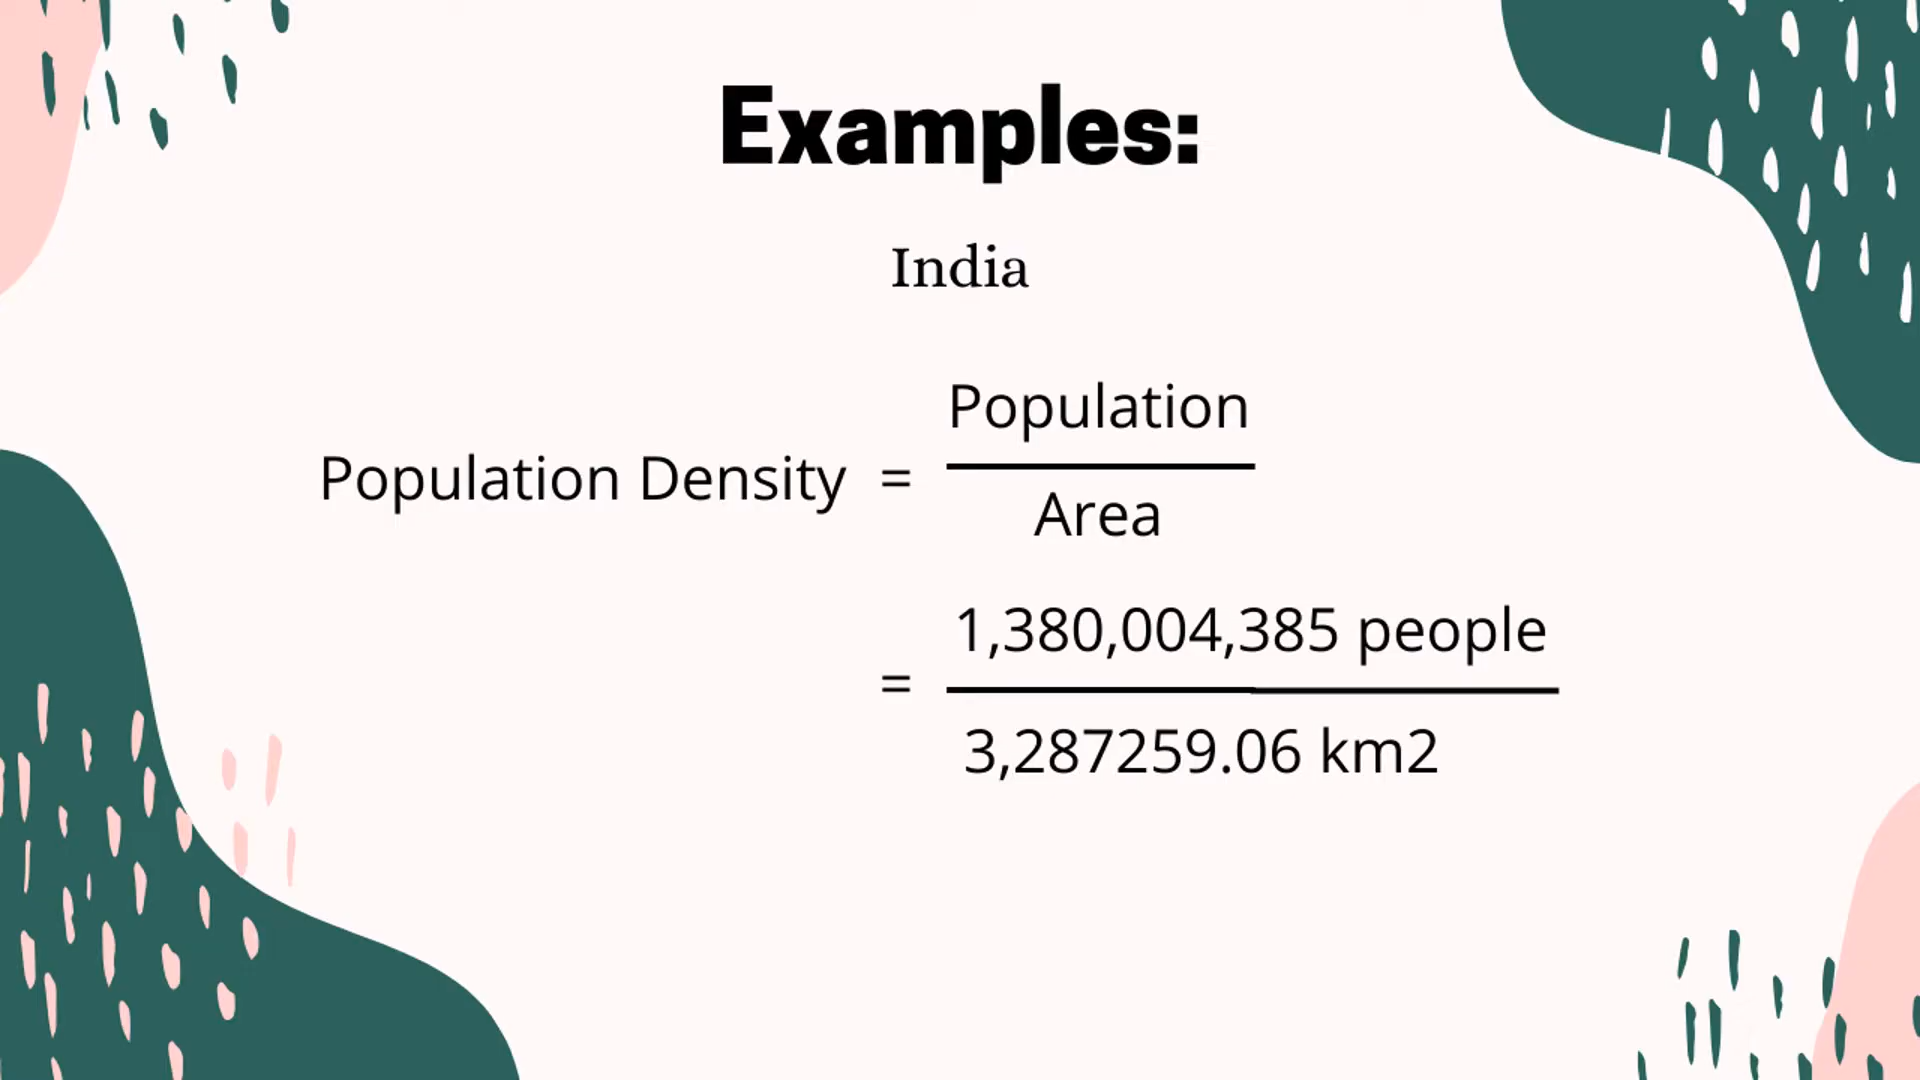 Examples:
India
Population
Population Density =
Area
1,380,004,385 people
=
3,287259.06 km2